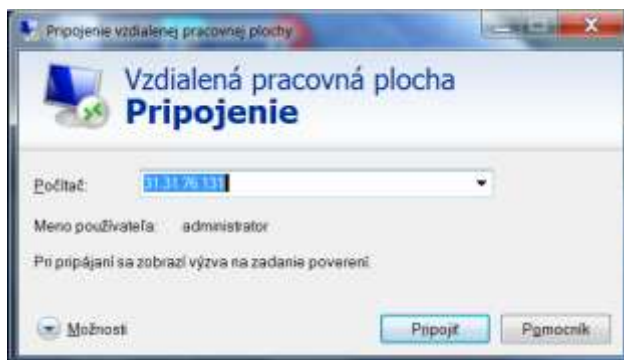 Pripojenie vzdialenej pracovnej plochy
Vzdialená pracovná plocha
Pripojenie
Počítač: 31.31.76.131
Meno používateľa: administrator
Pri pripájaní sa zobrazí výzva na zadanie poverení.
Možnosti Pripojiť Pomocník